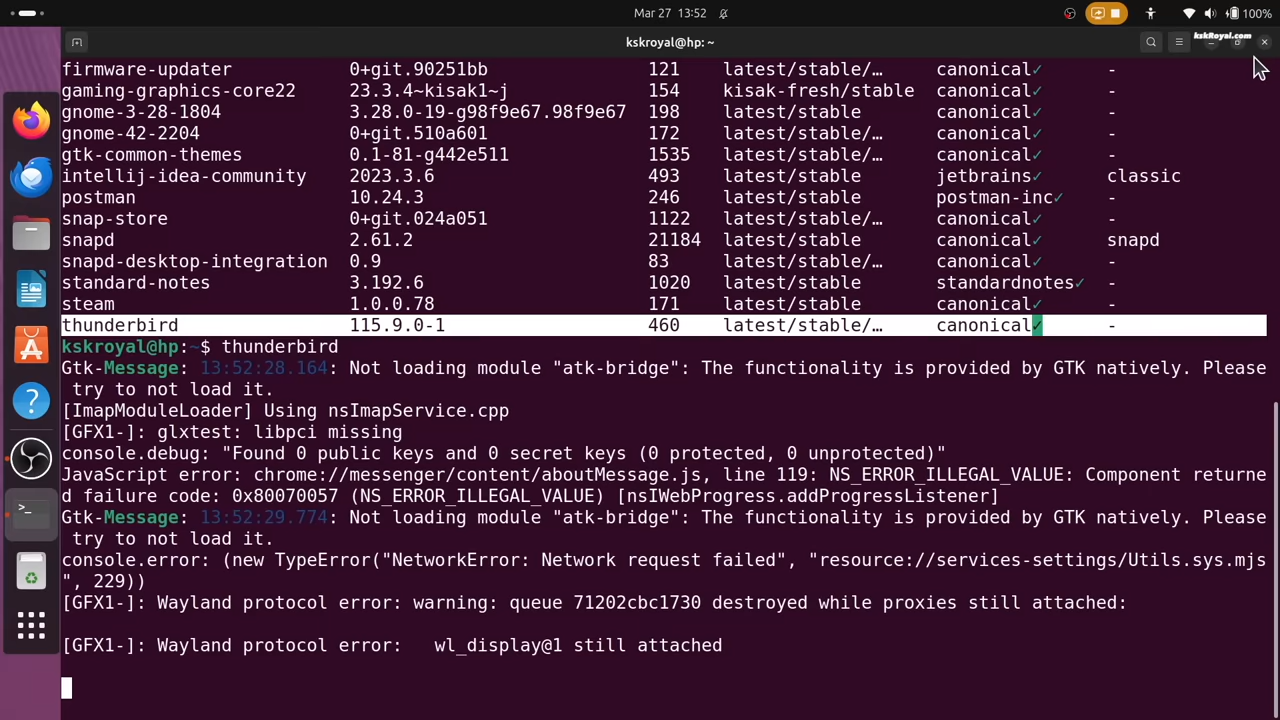 Mar 27 13:52
100%
kskroyal@hp: ~
kskRoyal.com
firmware-updater 0+git.90251bb 121 latest/stable/… canonical✓ -
gaming-graphics-core22 23.3.4~kisak1~j 154 kisak-fresh/stable canonical✓ -
gnome-3-28-1804 3.28.0-19-g98f9e67.98f9e67 198 latest/stable canonical✓ -
gnome-42-2204 0+git.510a601 172 latest/stable/… canonical✓ -
gtk-common-themes 0.1-81-g442e511 1535 latest/stable/… canonical✓ -
intellij-idea-community 2023.3.6 493 latest/stable/… jetbrains✓ classic
postman 10.24.3 246 latest/stable postman-inc✓ -
snap-store 0+git.024a051 1122 latest/stable/… canonical✓ -
snapd 2.61.2 21184 latest/stable canonical✓ snapd
snapd-desktop-integration 0.9 83 latest/stable/… canonical✓ -
standard-notes 3.192.6 1020 latest/stable standardnotes✓ -
steam 1.0.0.78 171 latest/stable canonical✓ -
thunderbird 115.9.0-1 460 latest/stable/… canonical✓ -
kskroyal@hp:~$ thunderbird
Gtk-Message: 13:52:28.164: Not loading module "atk-bridge": The functionality is provided by GTK natively. Please
try to not load it.
[ImapModuleLoader] Using nsImapService.cpp
[GFX1-]: glxtest: libpci missing
console.debug: "Found 0 public keys and 0 secret keys (0 protected, 0 unprotected)"
JavaScript error: chrome://messenger/content/aboutMessage.js, line 119: NS_ERROR_ILLEGAL_VALUE: Component returne
d failure code: 0x80070057 (NS_ERROR_ILLEGAL_VALUE) [nsIWebProgress.addProgressListener]
Gtk-Message: 13:52:29.774: Not loading module "atk-bridge": The functionality is provided by GTK natively. Please
try to not load it.
console.error: (new TypeError("NetworkError: Network request failed", "resource://services-settings/Utils.sys.mjs
", 229))
[GFX1-]: Wayland protocol error: warning: queue 71202cbc1730 destroyed while proxies still attached:
[GFX1-]: Wayland protocol error:   wl_display@1 still attached